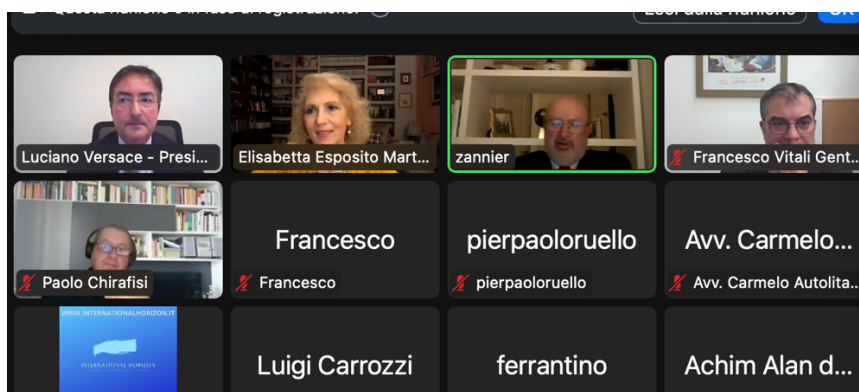 Questa riunione è in fase di registrazione.
Esci dalla riunione
OK
Luciano Versace - Presi...
Elisabetta Esposito Mart...
zannier
Francesco Vitali Gent...
Paolo Chirafisi
Francesco
Francesco
pierpaoloruello
pierpaoloruello
Avv. Carmelo...
Avv. Carmelo Autolita...
WWW.INTERNATIONALHORIZON.IT
INTERNATIONAL HORIZON
Luigi Carrozzi
ferrantino
Achim Alan d...